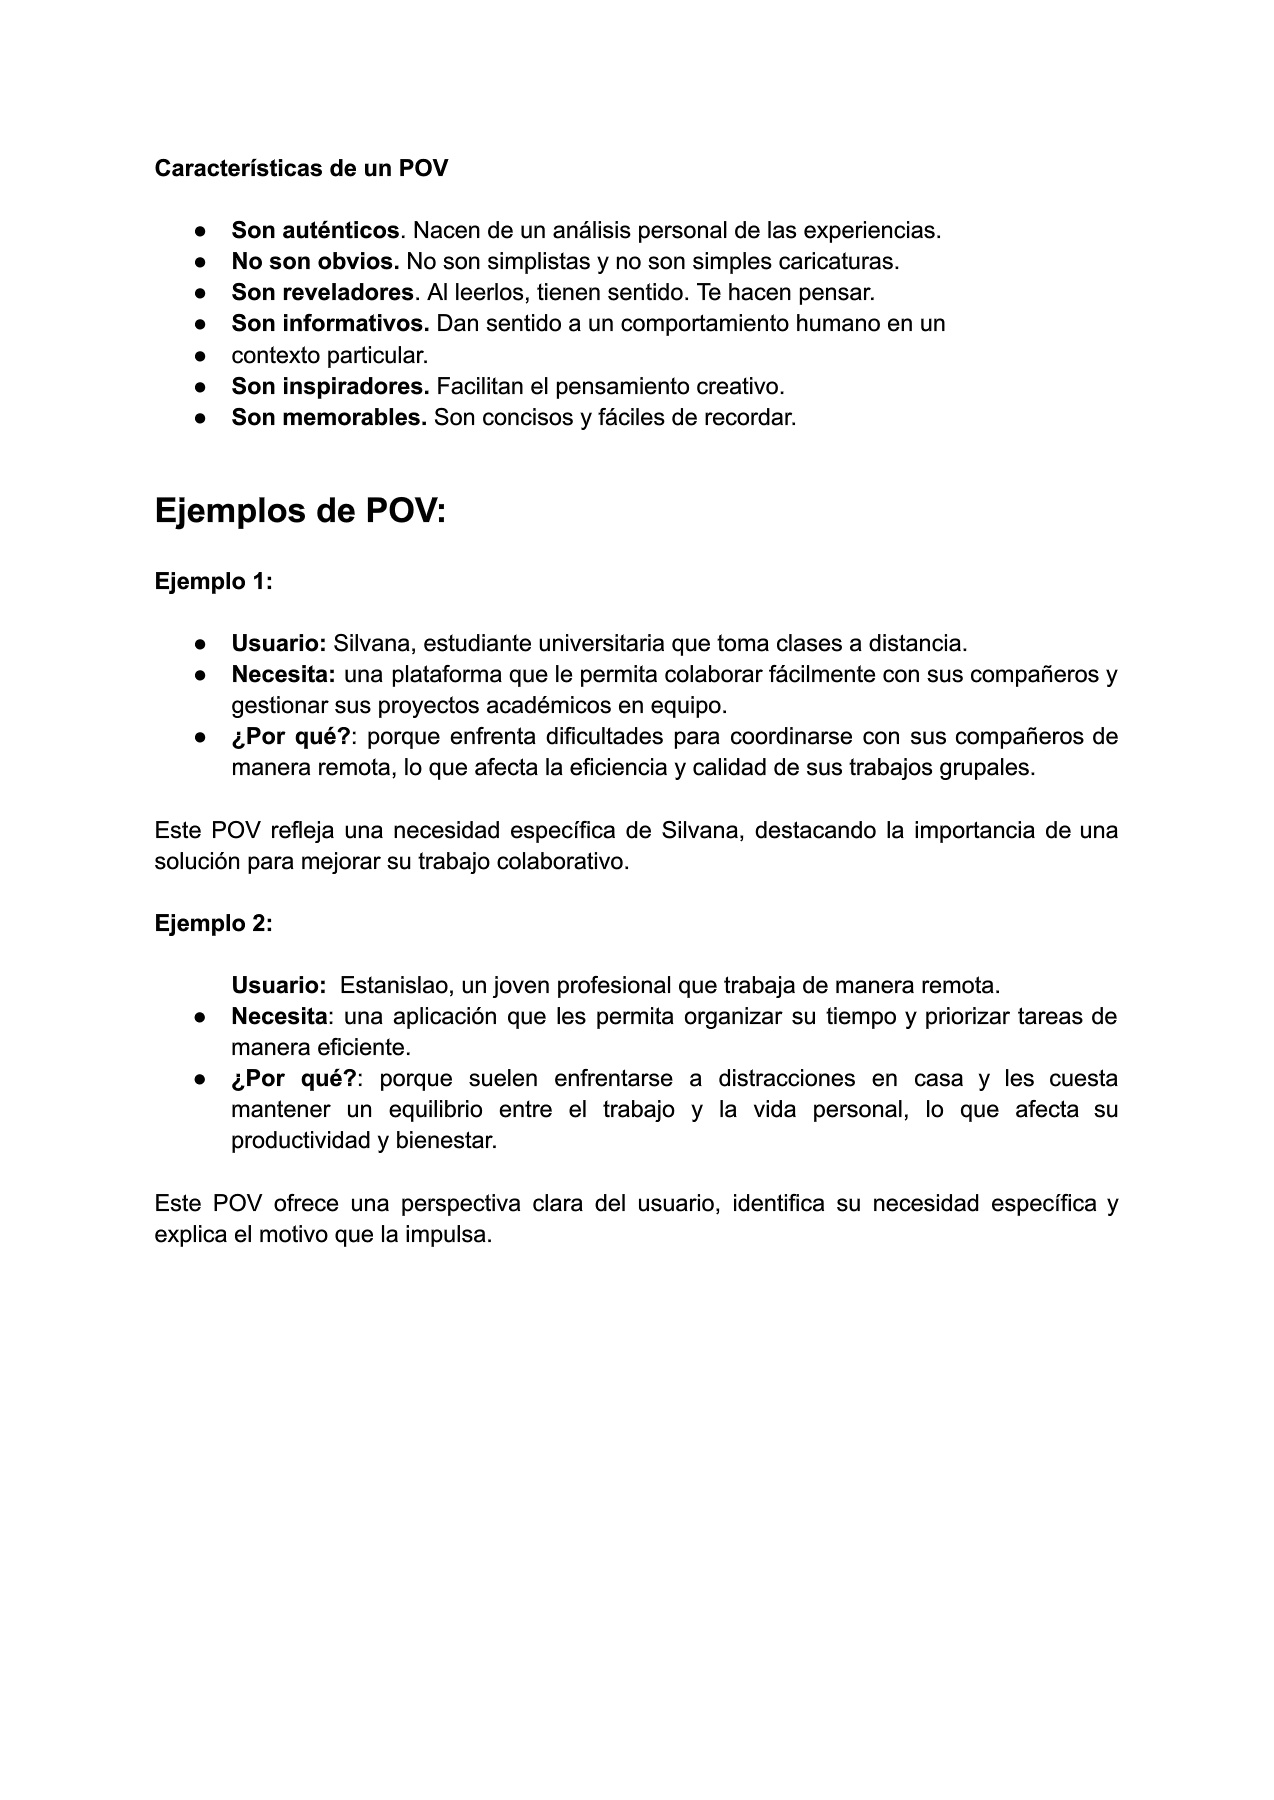 Características de un POV
● Son auténticos. Nacen de un análisis personal de las experiencias.
● No son obvios. No son simplistas y no son simples caricaturas.
● Son reveladores. Al leerlos, tienen sentido. Te hacen pensar.
● Son informativos. Dan sentido a un comportamiento humano en un
● contexto particular.
● Son inspiradores. Facilitan el pensamiento creativo.
● Son memorables. Son concisos y fáciles de recordar.
Ejemplos de POV:
Ejemplo 1:
● Usuario: Silvana, estudiante universitaria que toma clases a distancia.
● Necesita: una plataforma que le permita colaborar fácilmente con sus compañeros y
gestionar sus proyectos académicos en equipo.
● ¿Por qué?: porque enfrenta dificultades para coordinarse con sus compañeros de
manera remota, lo que afecta la eficiencia y calidad de sus trabajos grupales.
Este POV refleja una necesidad específica de Silvana, destacando la importancia de una
solución para mejorar su trabajo colaborativo.
Ejemplo 2:
Usuario: Estanislao, un joven profesional que trabaja de manera remota.
● Necesita: una aplicación que les permita organizar su tiempo y priorizar tareas de
manera eficiente.
● ¿Por qué?: porque suelen enfrentarse a distracciones en casa y les cuesta
mantener un equilibrio entre el trabajo y la vida personal, lo que afecta su
productividad y bienestar.
Este POV ofrece una perspectiva clara del usuario, identifica su necesidad específica y
explica el motivo que la impulsa.